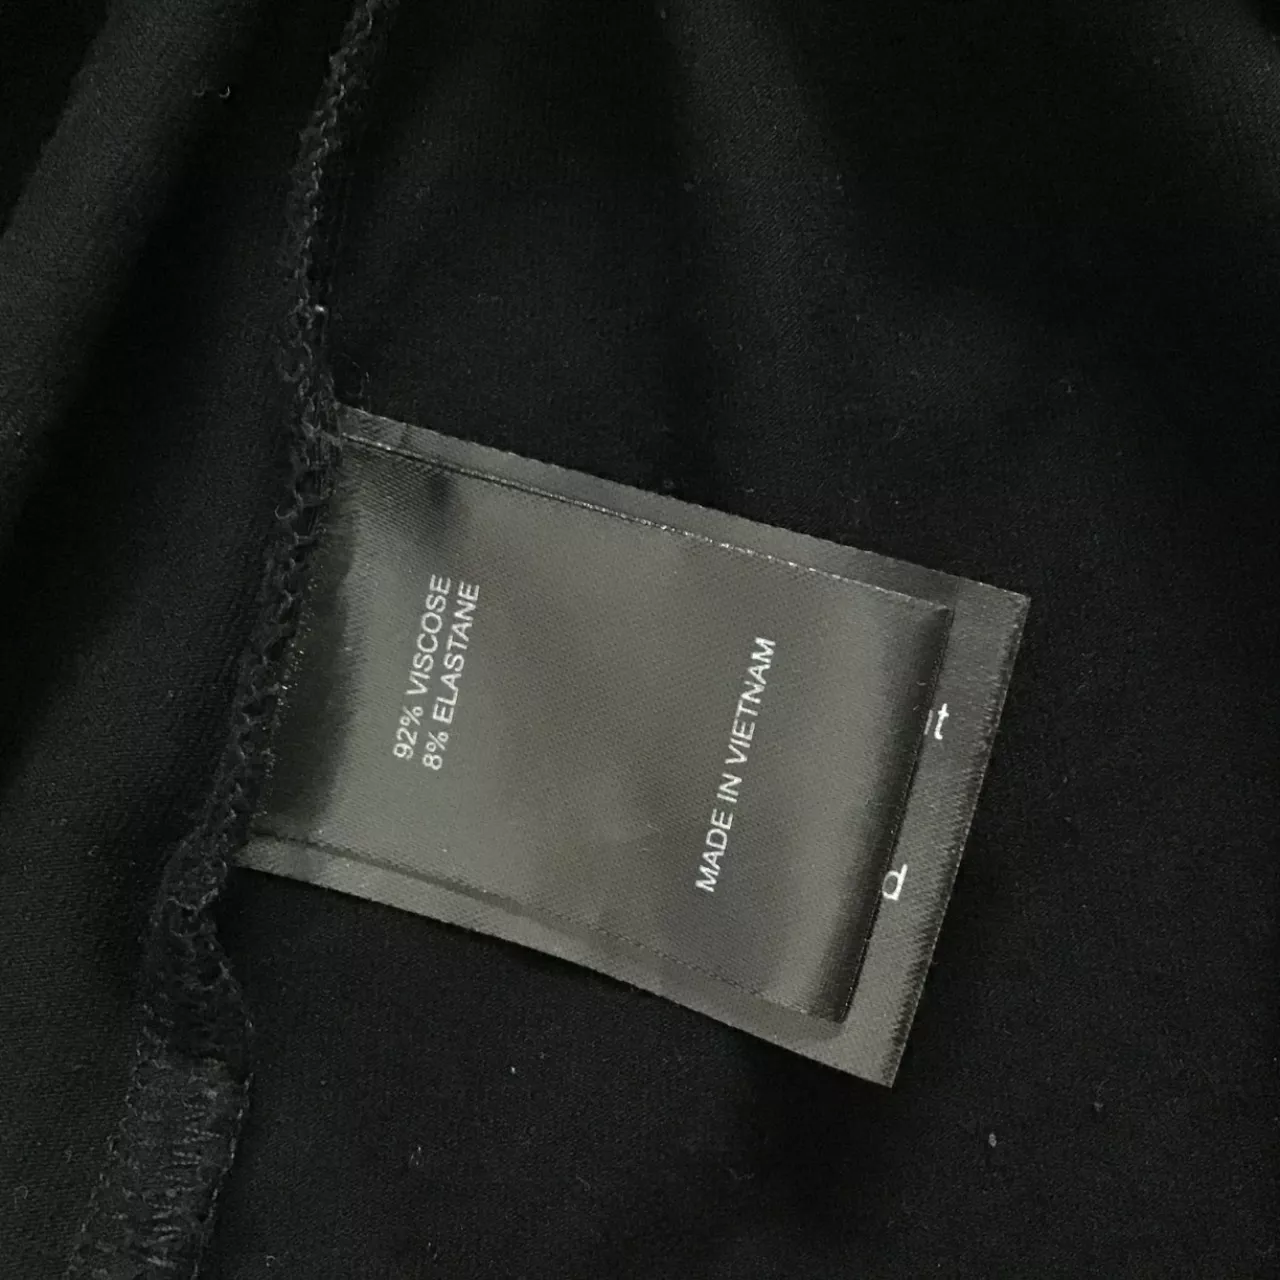 92% VISCOSE
8% ELASTANE
MADE IN VIETNAM